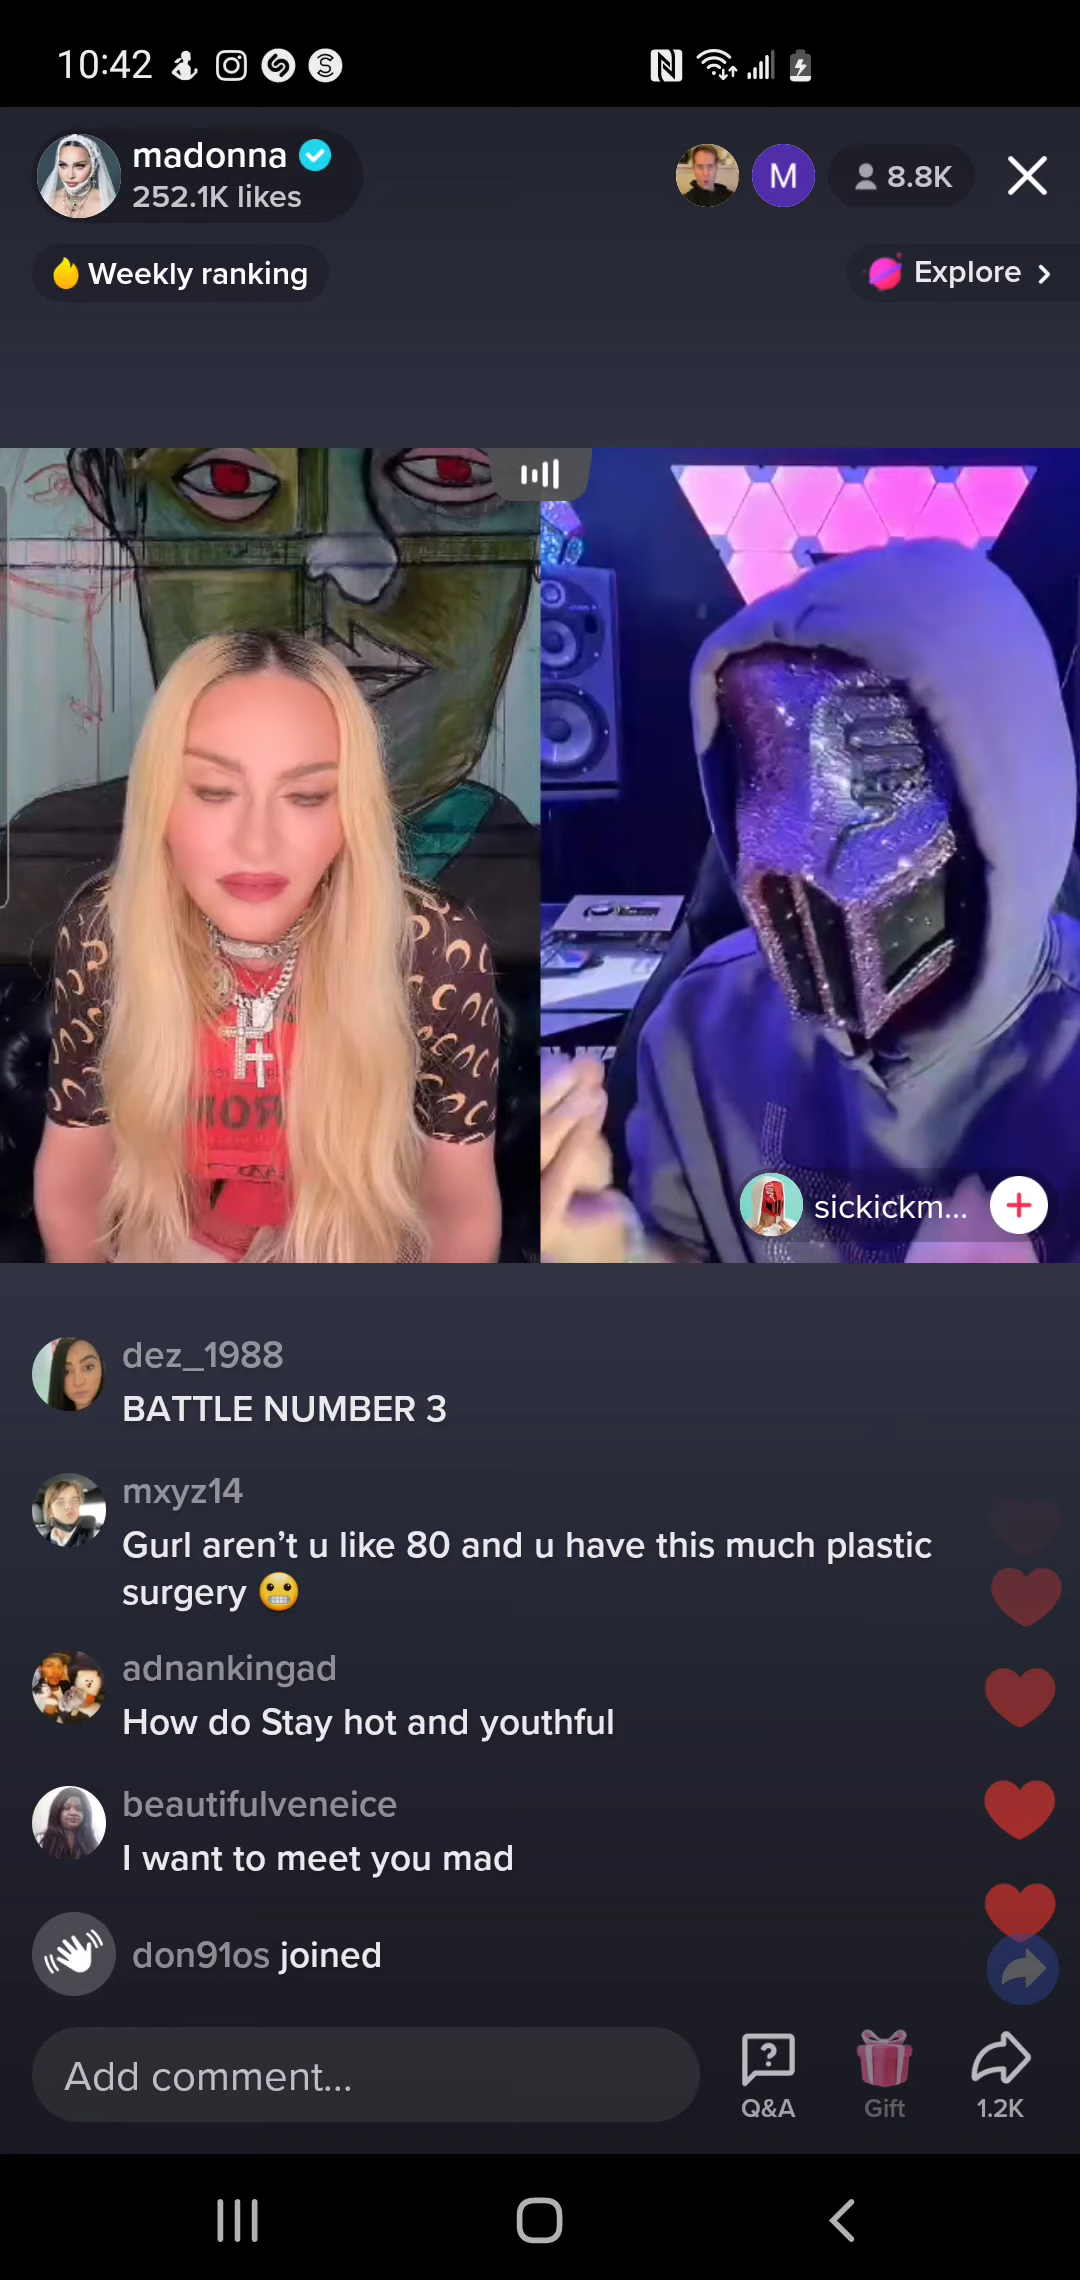 10:42
madonna
252.1K likes
M
8.8K
Weekly ranking
Explore
MOR
sickickm...
dez_1988
BATTLE NUMBER 3
mxyz14
Gurl aren’t u like 80 and u have this much plastic
surgery 😬
adnankingad
How do Stay hot and youthful
beautifulveneice
I want to meet you mad
don91os joined
Add comment...
Q&A
Gift
1.2K